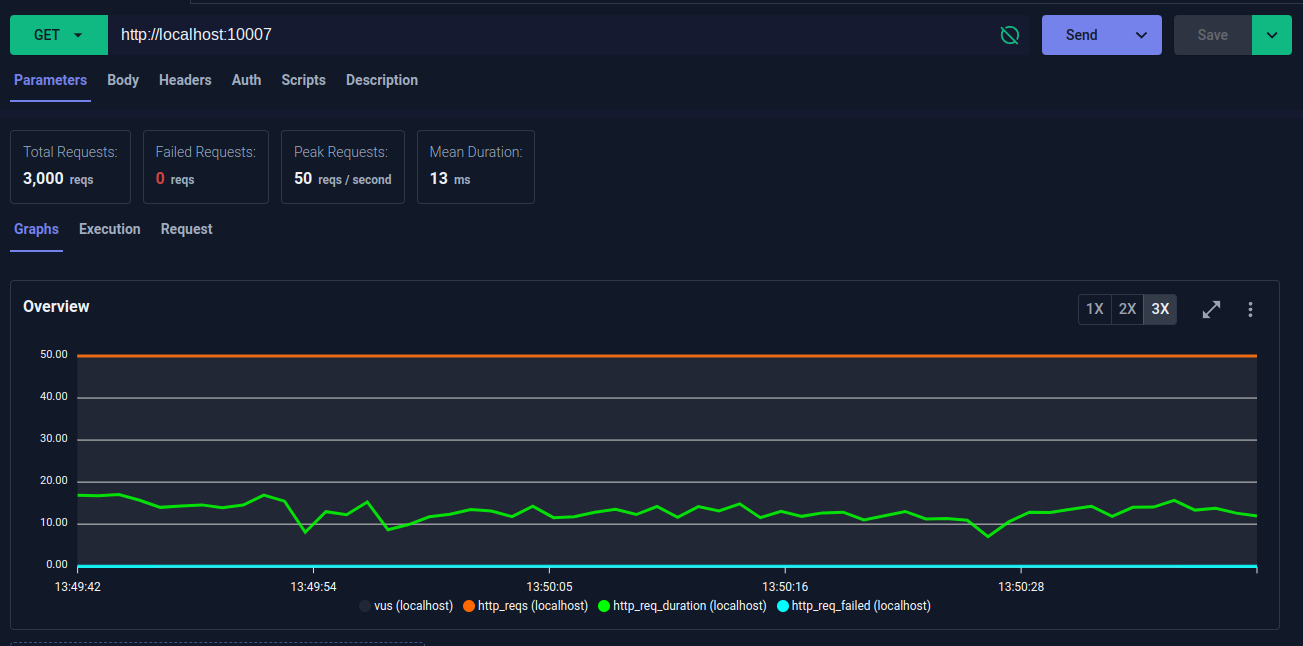 GET http://localhost:10007 Send Save
Parameters Body Headers Auth Scripts Description
Total Requests: Failed Requests: Peak Requests: Mean Duration:
3,000 reqs 0 reqs 50 reqs / second 13 ms
Graphs Execution Request
Overview 1X 2X 3X
50.00
40.00
30.00
20.00
10.00
0.00
13:49:42 13:49:54 13:50:05 13:50:16 13:50:28
vus (localhost) http_reqs (localhost) http_req_duration (localhost) http_req_failed (localhost)